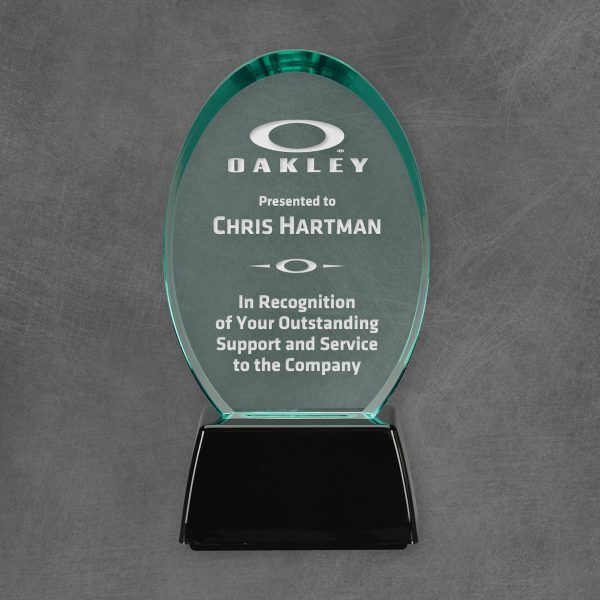 OAKLEY
Presented to
CHRIS HARTMAN
In Recognition
of Your Outstanding
Support and Service
to the Company